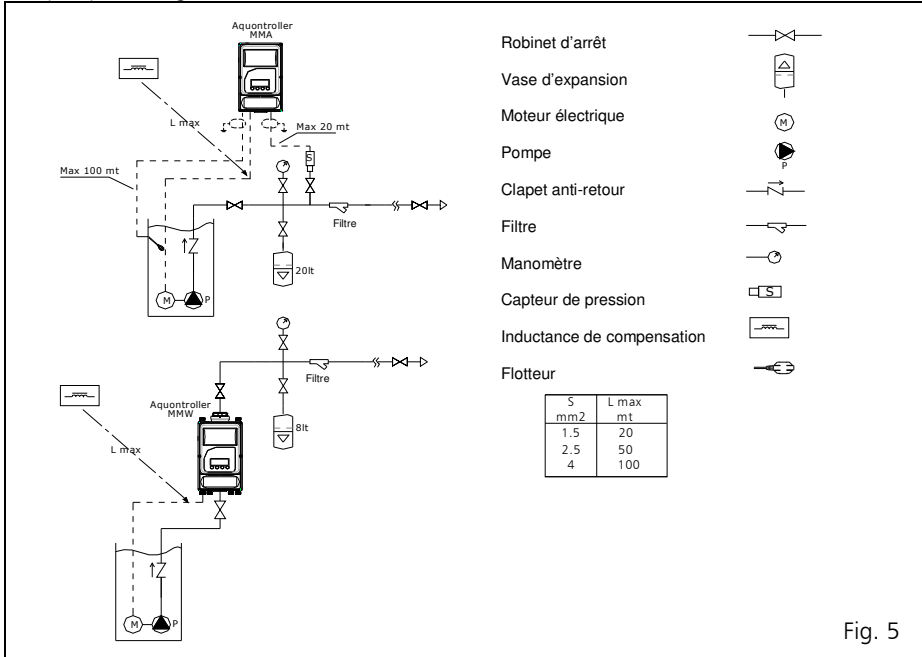 Aquontroller
MMA
L max
Max 20 mt
Max 100 mt
S
Filtre
20lt
M
P
Filtre
Aquontroller
MMW
8lt
L max
M
P
Robinet d'arrêt
Vase d'expansion
Moteur électrique
M
Pompe
P
Clapet anti-retour
Filtre
Manomètre
Capteur de pression
S
Inductance de compensation
Flotteur
S L max
mm2 mt
1.5 20
2.5 50
4 100
Fig. 5